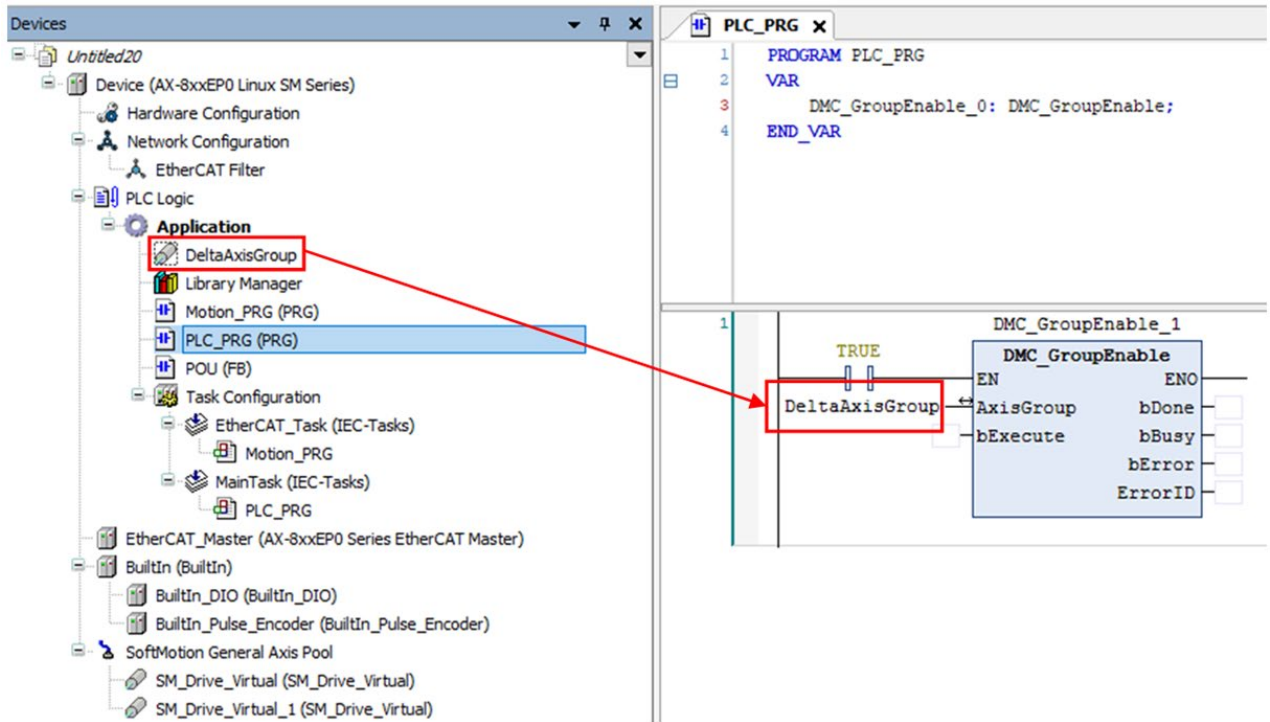 Devices
Untitled20
Device (AX-8xxEP0 Linux SM Series)
Hardware Configuration
Network Configuration
EtherCAT Filter
PLC Logic
Application
DeltaAxisGroup
Library Manager
Motion_PRG (PRG)
PLC_PRG (PRG)
POU (FB)
Task Configuration
EtherCAT_Task (IEC-Tasks)
Motion_PRG
MainTask (IEC-Tasks)
PLC_PRG
EtherCAT_Master (AX-8xxEP0 Series EtherCAT Master)
BuiltIn (BuiltIn)
BuiltIn_DIO (BuiltIn_DIO)
BuiltIn_Pulse_Encoder (BuiltIn_Pulse_Encoder)
SoftMotion General Axis Pool
SM_Drive_Virtual (SM_Drive_Virtual)
SM_Drive_Virtual_1 (SM_Drive_Virtual)
PLC_PRG
1 PROGRAM PLC_PRG
2 VAR
3 DMC_GroupEnable_0: DMC_GroupEnable;
4 END_VAR
1
DMC_GroupEnable_1
TRUE
DMC_GroupEnable
EN ENO
DeltaAxisGroup AxisGroup bDone
bExecute bBusy
bError
ErrorID